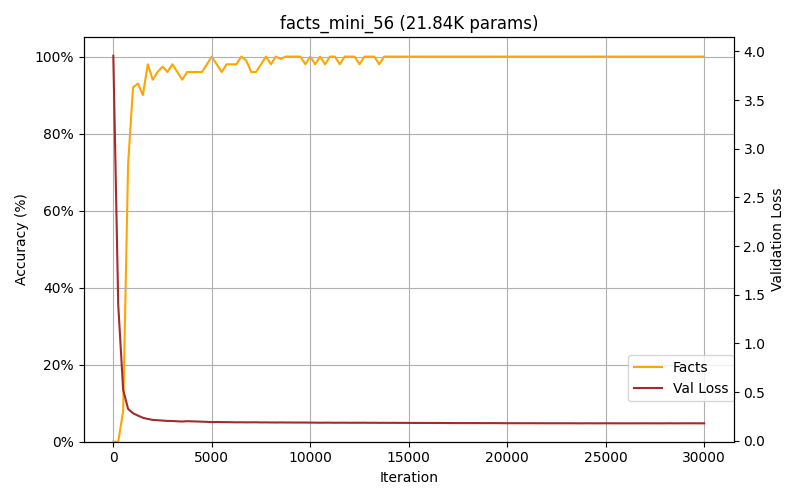 facts_mini_56 (21.84K params)
100%
80%
60%
40%
20%
0%
Accuracy (%)
4.0
3.5
3.0
2.5
2.0
1.5
1.0
0.5
0.0
Validation Loss
Facts
Val Loss
0 5000 10000 15000 20000 25000 30000
Iteration